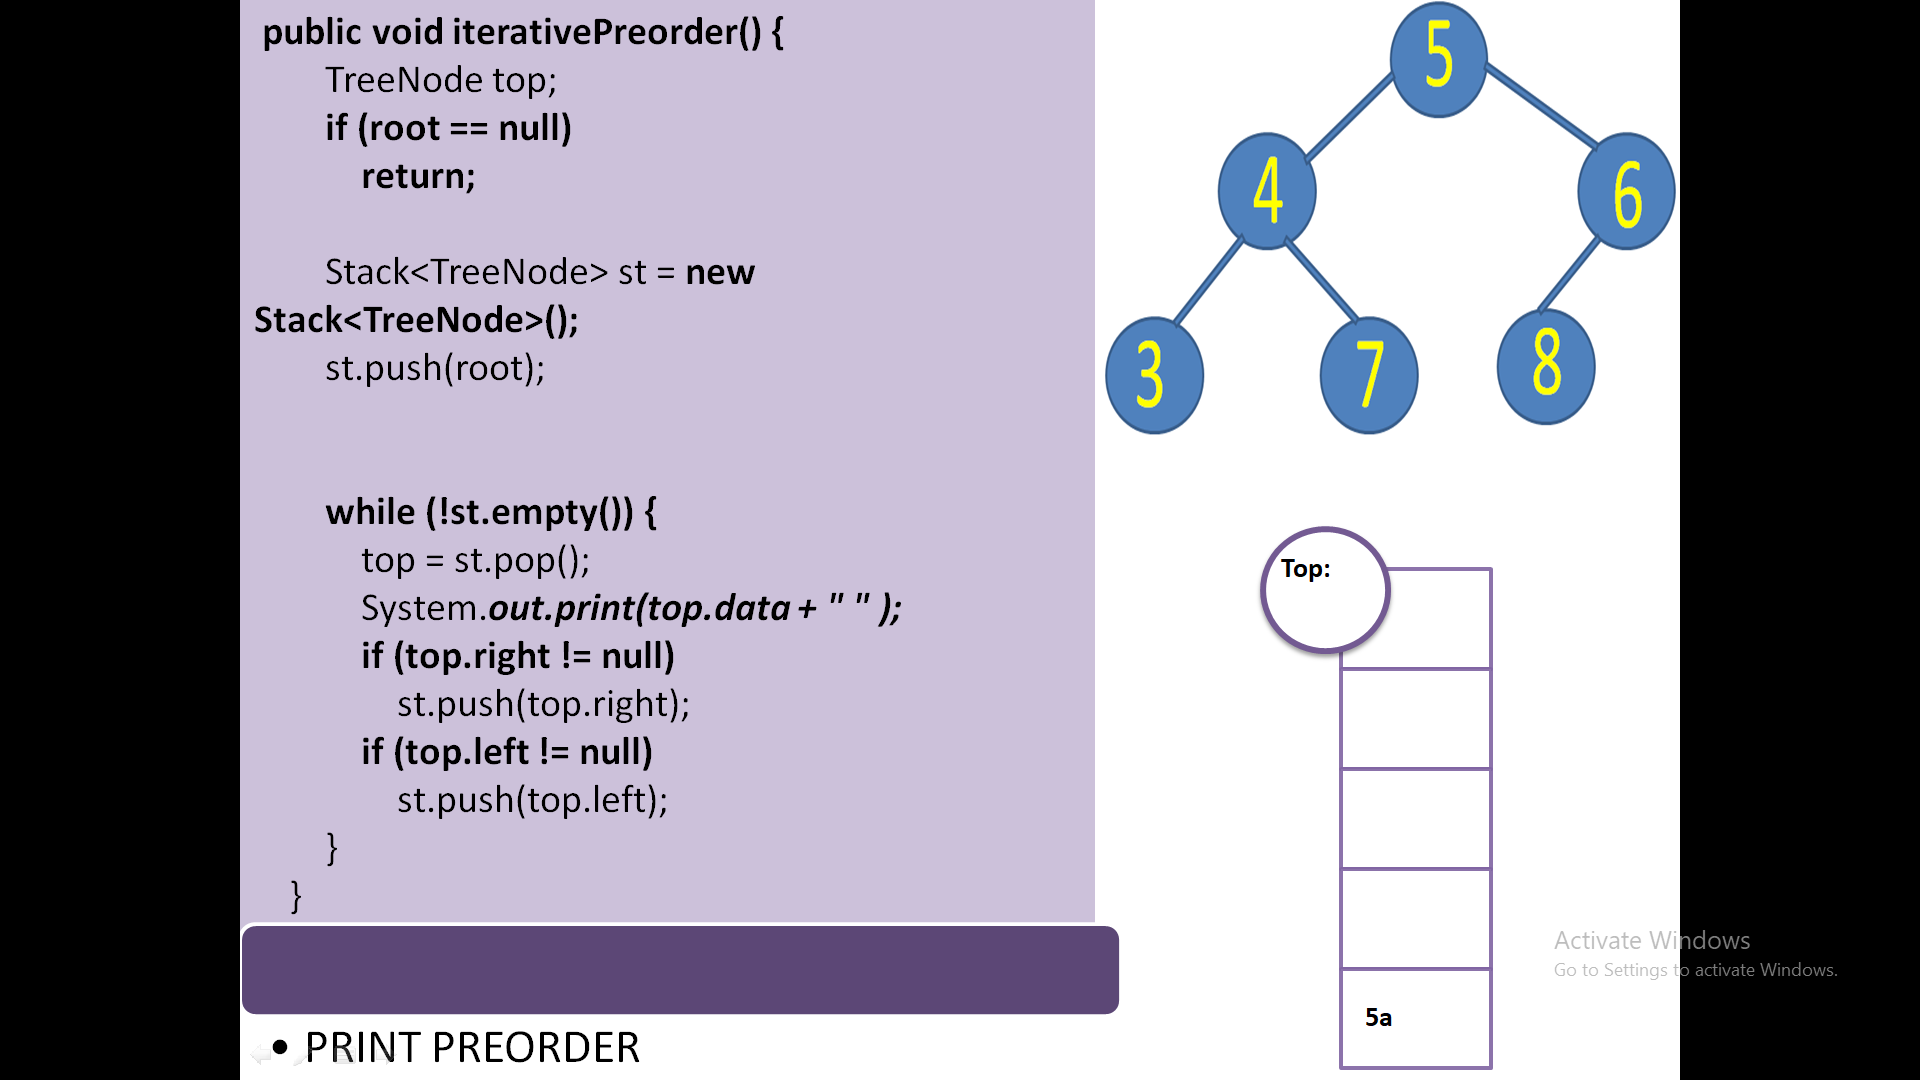 public void iterativePreorder() {
TreeNode top;
if (root == null)
return;
Stack<TreeNode> st = new
Stack<TreeNode>();
st.push(root);
while (!st.empty()) {
top = st.pop();
System.out.print(top.data + " " );
if (top.right != null)
st.push(top.right);
if (top.left != null)
st.push(top.left);
}
}
• PRINT PREORDER
5
4
6
3
7
8
Top:
5a
Activate Windows
Go to Settings to activate Windows.